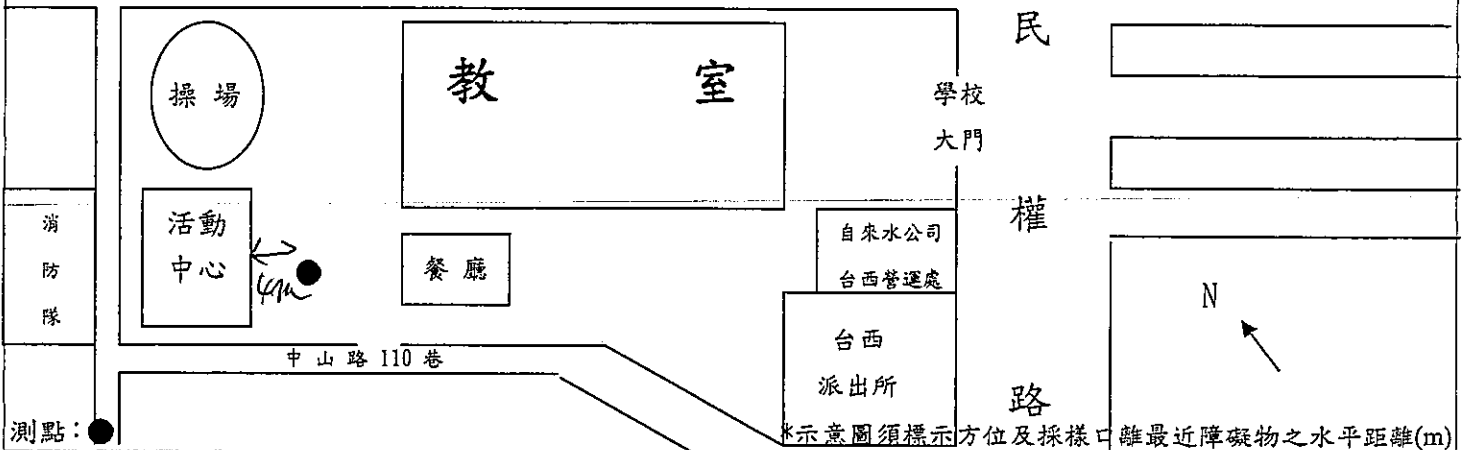 民
操場
教室
學校
大門
消防隊
活動
中心
4m
餐廳
自來水公司
台西營運處
權
N
台西
派出所
中山路110巷
路
測點：●
*示意圖須標示方位及採樣口離最近障礙物之水平距離(m)